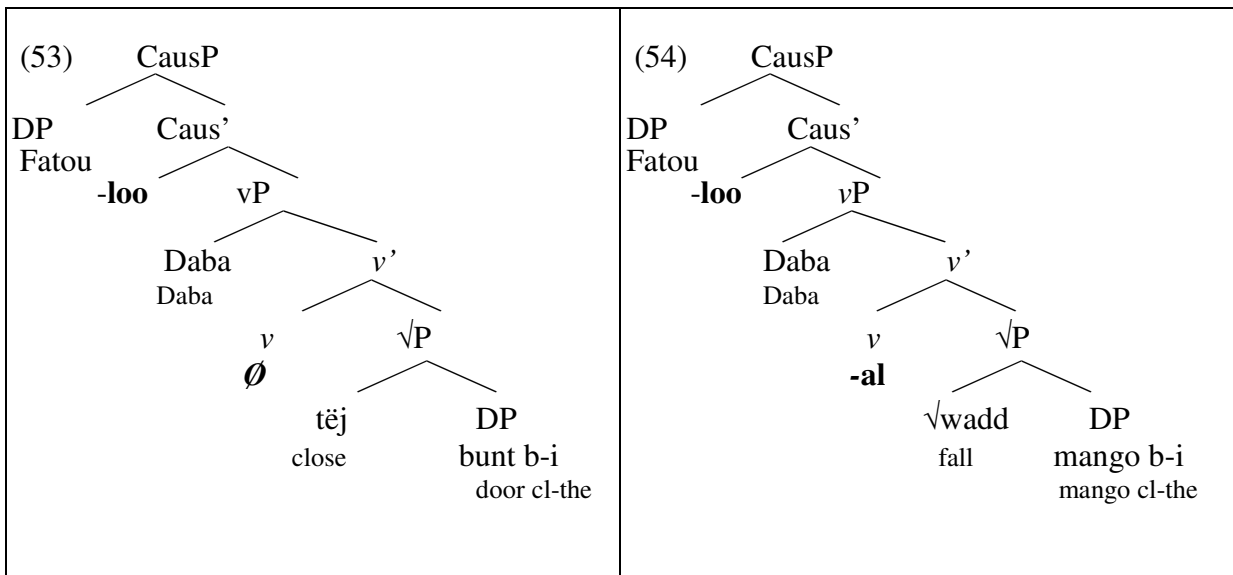 (53) CausP
DP Caus’
Fatou
-loo vP
Daba v’
Daba
v √P
Ø
tëj DP
close bunt b-i
door cl-the
(54) CausP
DP Caus’
Fatou
-loo vP
Daba v’
Daba
v √P
-al
√wadd DP
fall mango b-i
mango cl-the